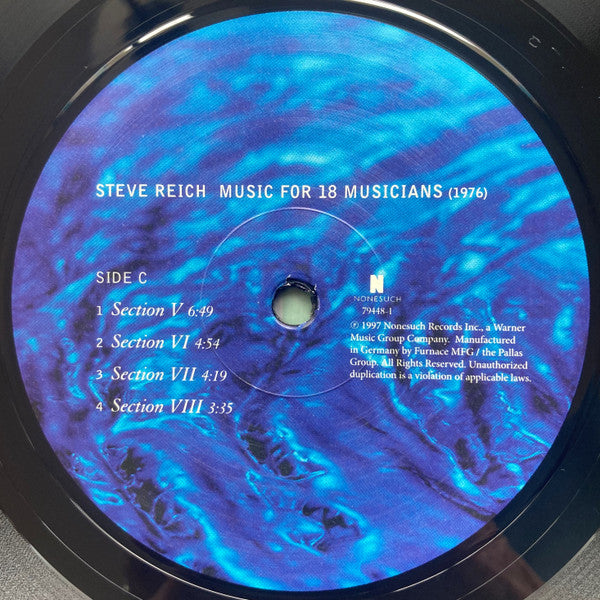 STEVE REICH MUSIC FOR 18 MUSICIANS (1976)
SIDE C
1 Section V 6:49
2 Section VI 4:54
3 Section VII 4:19
4 Section VIII 3:35
N
NONESUCH
79448-1
℗ 1997 Nonesuch Records Inc., a Warner
Music Group Company. Manufactured
in Germany by Furnace MFG / the Pallas
Group. All Rights Reserved. Unauthorized
duplication is a violation of applicable laws.